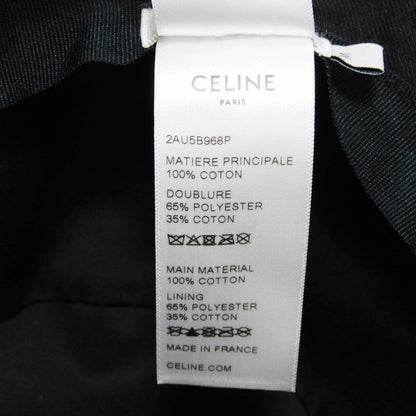 CELINE
PARIS
2AU5B968P
MATIERE PRINCIPALE
100% COTON
DOUBLURE
65% POLYESTER
35% COTON
MAIN MATERIAL
100% COTTON
LINING
65% POLYESTER
35% COTTON
MADE IN FRANCE
CELINE.COM